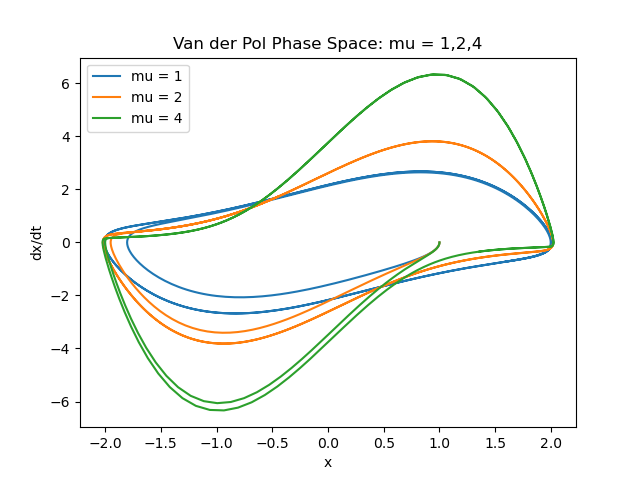 Van der Pol Phase Space: mu = 1,2,4
mu = 1
mu = 2
mu = 4
6
4
2
0
−2
−4
−6
dx/dt
−2.0 −1.5 −1.0 −0.5 0.0 0.5 1.0 1.5 2.0
x